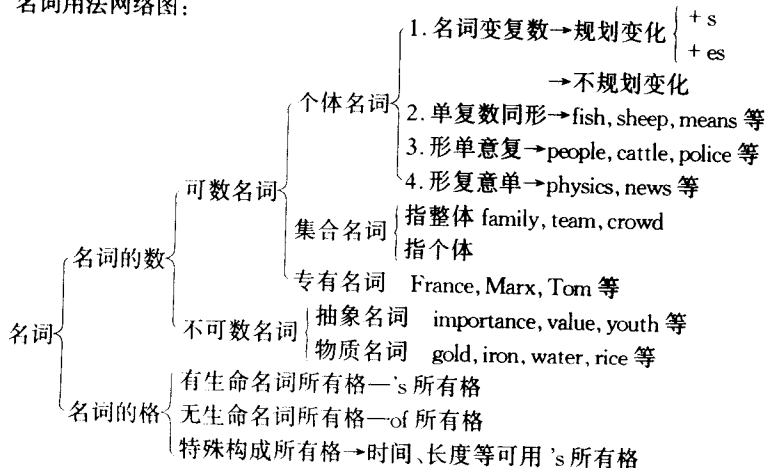 名词用法网络图:
1. 名词变复数→规划变化
+ s
+ es
→不规划变化
个体名词
2. 单复数同形→fish, sheep, means 等
3. 形单意复→people, cattle, police 等
4. 形复意单→physics, news 等
可数名词
集合名词
指整体 family, team, crowd
指个体
名词的数
专有名词 France, Marx, Tom 等
名词
不可数名词
抽象名词 importance, value, youth 等
物质名词 gold, iron, water, rice 等
名词的格
有生命名词所有格—'s 所有格
无生命名词所有格—of 所有格
特殊构成所有格→时间、长度等可用 's 所有格